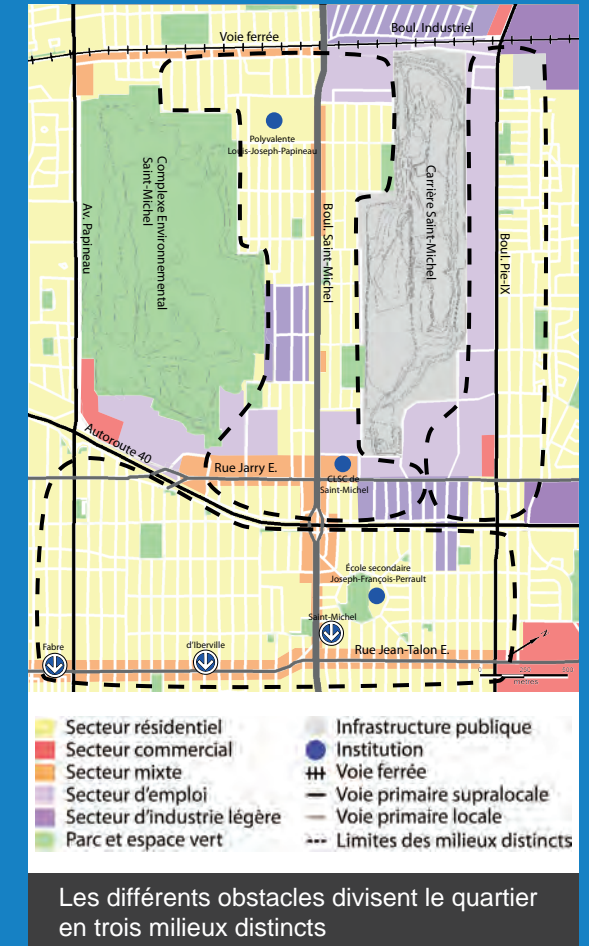 Boul. Industriel
Voie ferrée
Polyvalente
Louis-Joseph-Papineau
Complexe Environnemental
Saint-Michel
Carrière Saint-Michel
Av. Papineau
Boul. Saint-Michel
Boul. Pie-IX
Autoroute 40
Rue Jarry E.
CLSC de
Saint-Michel
École secondaire
Joseph-François-Perrault
Saint-Michel
Fabre
d'Iberville
Rue Jean-Talon E.
0 250 500
mètres
Secteur résidentiel
Secteur commercial
Secteur mixte
Secteur d'emploi
Secteur d'industrie légère
Parc et espace vert
Infrastructure publique
Institution
Voie ferrée
Voie primaire supralocale
Voie primaire locale
Limites des milieux distincts
Les différents obstacles divisent le quartier
en trois milieux distincts